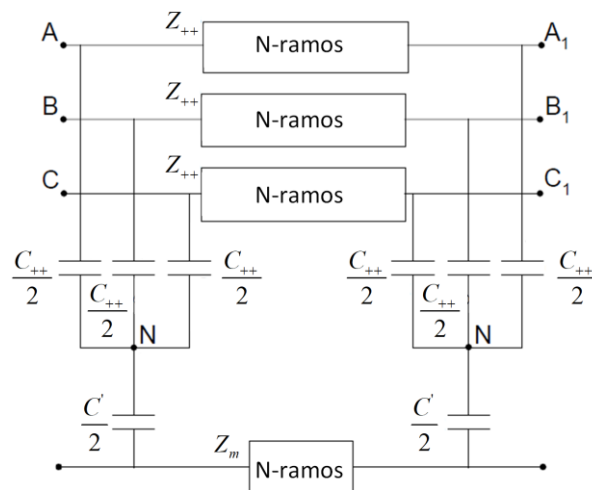 A Z₊₊ N-ramos A₁
B Z₊₊ N-ramos B₁
C Z₊₊ N-ramos C₁
C₊₊/2 C₊₊/2 C₊₊/2 C₊₊/2 C₊₊/2 C₊₊/2
N N
C'/2 C'/2
Zₘ N-ramos